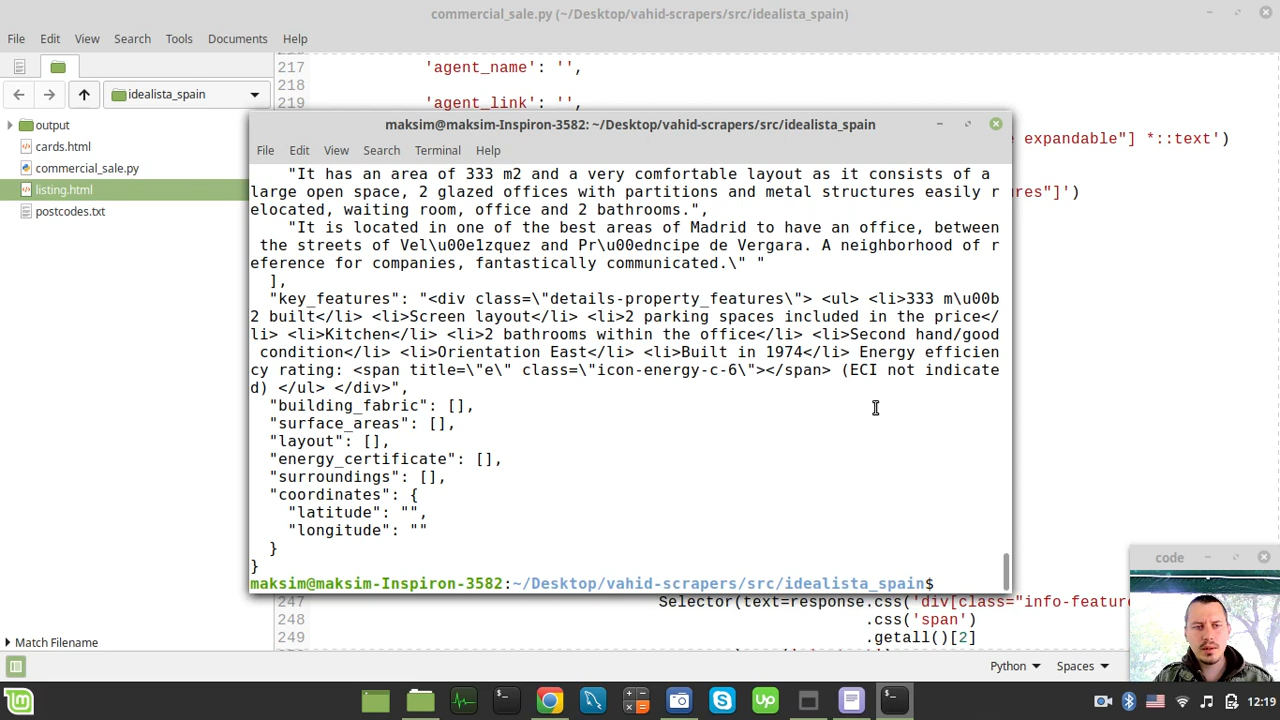 commercial_sale.py (~/Desktop/vahid-scrapers/src/idealista_spain)
File Edit View Search Tools Documents Help
idealista_spain
output
cards.html
commercial_sale.py
listing.html
postcodes.txt
Match Filename
217 'agent_name': '',
218
219 'agent_link': '',
e expandable"] *::text')
res"]')
maksim@maksim-Inspiron-3582: ~/Desktop/vahid-scrapers/src/idealista_spain
File Edit View Search Terminal Help
"It has an area of 333 m2 and a very comfortable layout as it consists of a
large open space, 2 glazed offices with partitions and metal structures easily r
elocated, waiting room, office and 2 bathrooms.",
"It is located in one of the best areas of Madrid to have an office, between
the streets of Vel\u00e1zquez and Pr\u00edncipe de Vergara. A neighborhood of r
eference for companies, fantastically communicated.\" "
],
"key_features": "<div class=\"details-property_features\"> <ul> <li>333 m\u00b
2 built</li> <li>Screen layout</li> <li>2 parking spaces included in the price</
li> <li>Kitchen</li> <li>2 bathrooms within the office</li> <li>Second hand/good
condition</li> <li>Orientation East</li> <li>Built in 1974</li> Energy efficien
cy rating: <span title=\"e\" class=\"icon-energy-c-6\"></span> (ECI not indicate
d) </ul> </div>",
"building_fabric": [],
"surface_areas": [],
"layout": [],
"energy_certificate": [],
"surroundings": [],
"coordinates": {
"latitude": "",
"longitude": ""
}
}
maksim@maksim-Inspiron-3582:~/Desktop/vahid-scrapers/src/idealista_spain$
code
247 Selector(text=response.css('div[class="info-featur
248 .css('span')
249 .getall()[2]
Python Spaces
12:19